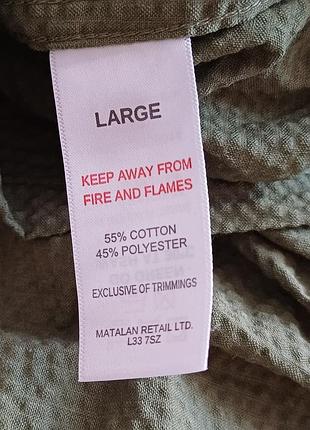 LARGE
KEEP AWAY FROM
FIRE AND FLAMES
55% COTTON
45% POLYESTER
EXCLUSIVE OF TRIMMINGS
MATALAN RETAIL LTD.
L33 7SZ